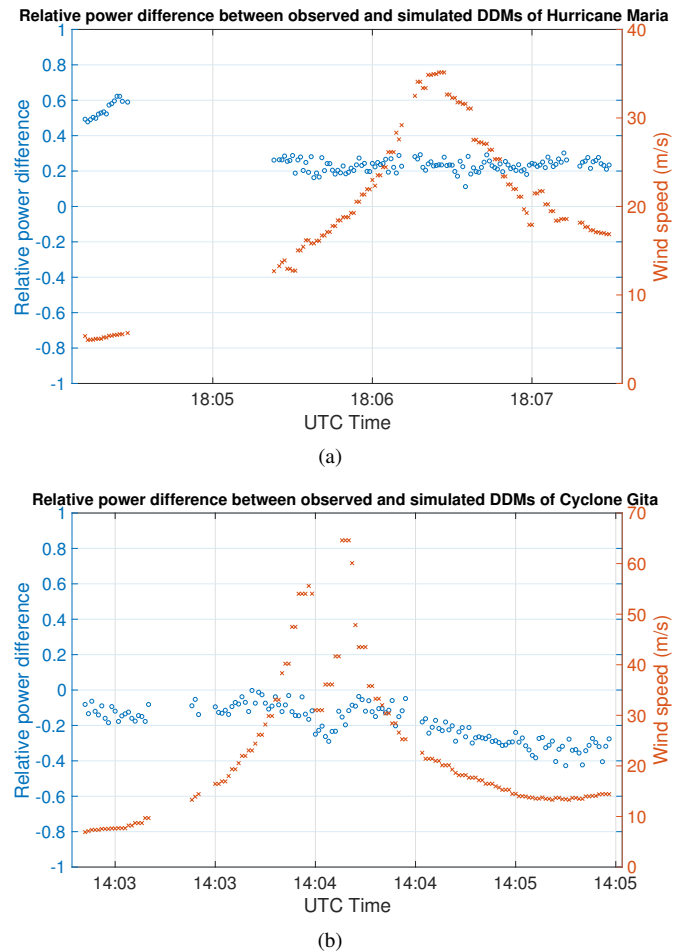 Relative power difference between observed and simulated DDMs of Hurricane Maria
1
0.8
0.6
0.4
0.2
0
-0.2
-0.4
-0.6
-0.8
-1
Relative power difference
40
30
20
10
0
Wind speed (m/s)
18:05 18:06 18:07
UTC Time
(a)
Relative power difference between observed and simulated DDMs of Cyclone Gita
1
0.8
0.6
0.4
0.2
0
-0.2
-0.4
-0.6
-0.8
-1
Relative power difference
70
60
50
40
30
20
10
0
Wind speed (m/s)
14:03 14:03 14:04 14:04 14:05 14:05
UTC Time
(b)